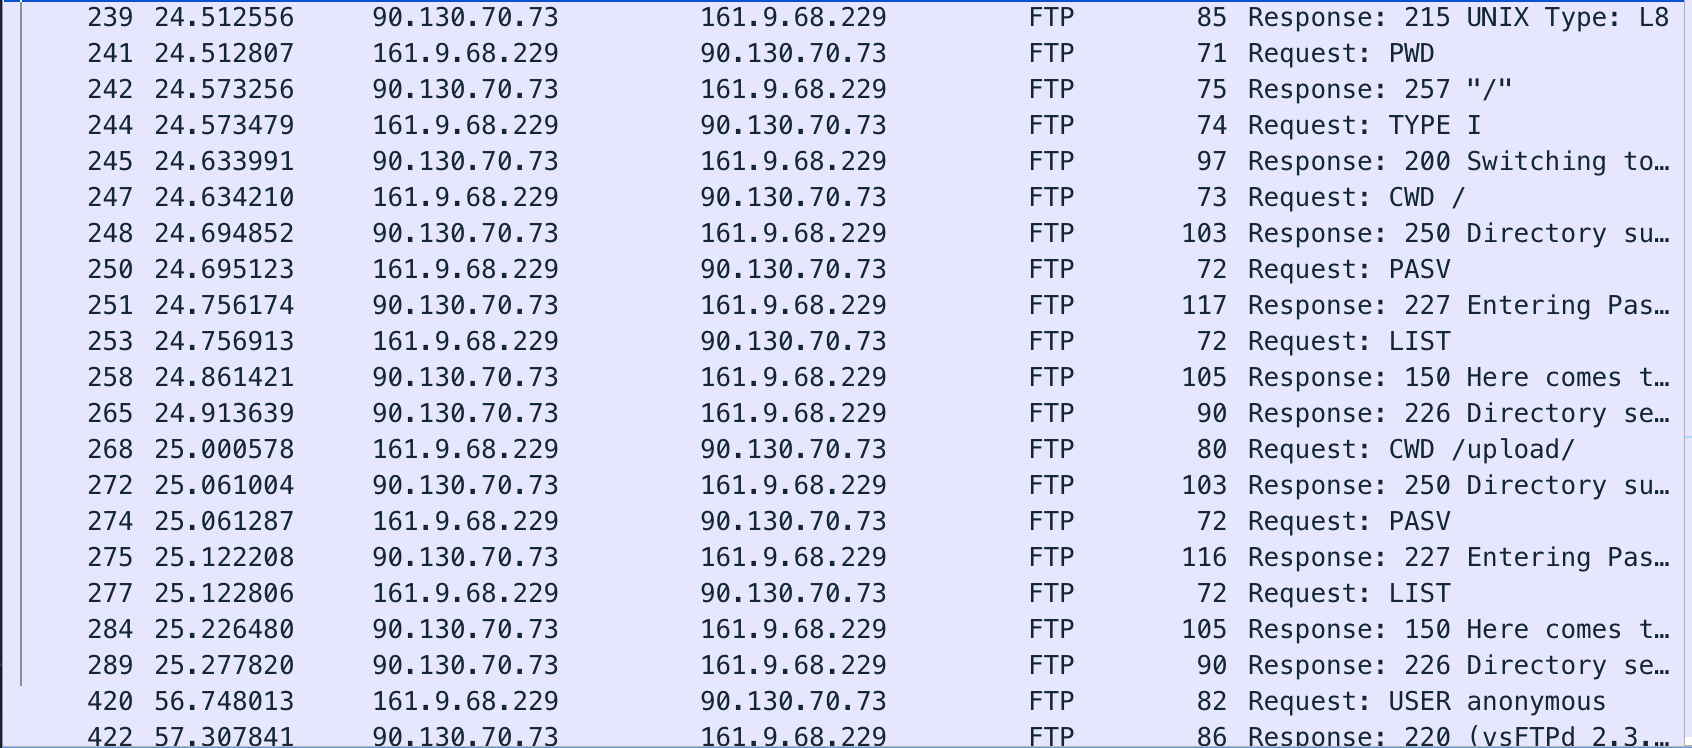 239 24.512556 90.130.70.73 161.9.68.229 FTP 85 Response: 215 UNIX Type: L8
241 24.512807 161.9.68.229 90.130.70.73 FTP 71 Request: PWD
242 24.573256 90.130.70.73 161.9.68.229 FTP 75 Response: 257 "/"
244 24.573479 161.9.68.229 90.130.70.73 FTP 74 Request: TYPE I
245 24.633991 90.130.70.73 161.9.68.229 FTP 97 Response: 200 Switching to…
247 24.634210 161.9.68.229 90.130.70.73 FTP 73 Request: CWD /
248 24.694852 90.130.70.73 161.9.68.229 FTP 103 Response: 250 Directory su…
250 24.695123 161.9.68.229 90.130.70.73 FTP 72 Request: PASV
251 24.756174 90.130.70.73 161.9.68.229 FTP 117 Response: 227 Entering Pas…
253 24.756913 161.9.68.229 90.130.70.73 FTP 72 Request: LIST
258 24.861421 90.130.70.73 161.9.68.229 FTP 105 Response: 150 Here comes t…
265 24.913639 90.130.70.73 161.9.68.229 FTP 90 Response: 226 Directory se…
268 25.000578 161.9.68.229 90.130.70.73 FTP 80 Request: CWD /upload/
272 25.061004 90.130.70.73 161.9.68.229 FTP 103 Response: 250 Directory su…
274 25.061287 161.9.68.229 90.130.70.73 FTP 72 Request: PASV
275 25.122208 90.130.70.73 161.9.68.229 FTP 116 Response: 227 Entering Pas…
277 25.122806 161.9.68.229 90.130.70.73 FTP 72 Request: LIST
284 25.226480 90.130.70.73 161.9.68.229 FTP 105 Response: 150 Here comes t…
289 25.277820 90.130.70.73 161.9.68.229 FTP 90 Response: 226 Directory se…
420 56.748013 161.9.68.229 90.130.70.73 FTP 82 Request: USER anonymous
422 57.307841 90.130.70.73 161.9.68.229 FTP 86 Response: 220 (vsFTPd 2.3.…